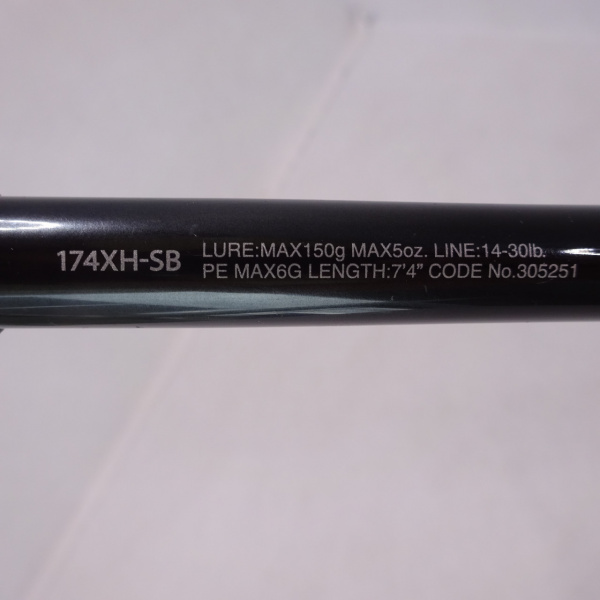 174XH-SB
LURE:MAX150g MAX5oz. LINE:14-30lb.
PE MAX6G LENGTH:7'4" CODE No.305251